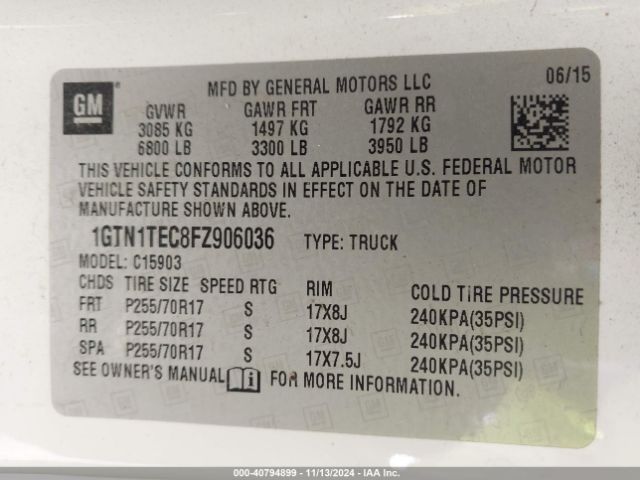 GM
MFD BY GENERAL MOTORS LLC 06/15
GVWR GAWR FRT GAWR RR
3085 KG 1497 KG 1792 KG
6800 LB 3300 LB 3950 LB
THIS VEHICLE CONFORMS TO ALL APPLICABLE U.S. FEDERAL MOTOR
VEHICLE SAFETY STANDARDS IN EFFECT ON THE DATE OF
MANUFACTURE SHOWN ABOVE.
1GTN1TEC8FZ906036 TYPE: TRUCK
MODEL: C15903
CHDS TIRE SIZE SPEED RTG RIM COLD TIRE PRESSURE
FRT P255/70R17 S 17X8J 240KPA(35PSI)
RR P255/70R17 S 17X8J 240KPA(35PSI)
SPA P255/70R17 S 17X7.5J 240KPA(35PSI)
SEE OWNER'S MANUAL i FOR MORE INFORMATION.
000-40794899 - 11/13/2024 - IAA Inc.